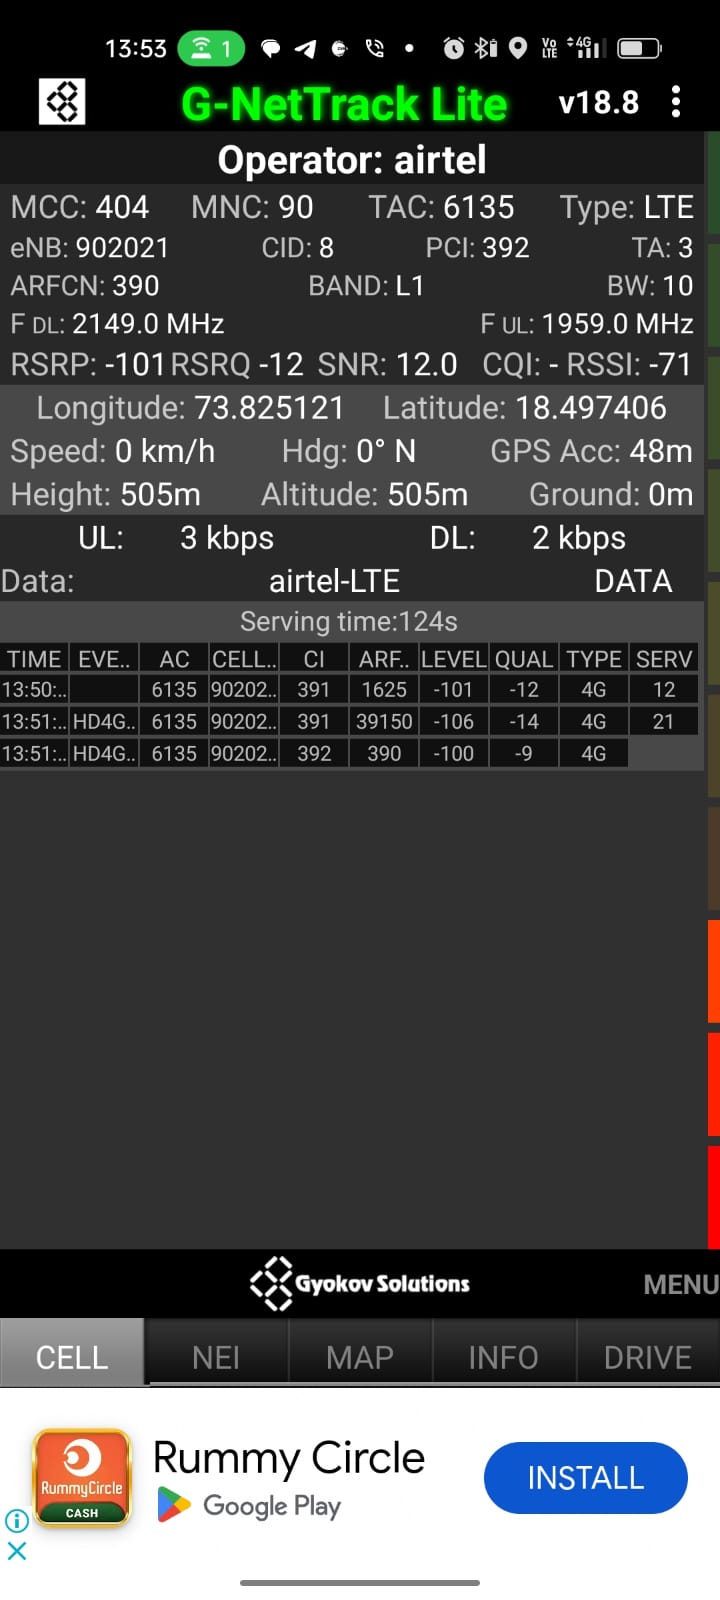 13:53 1 Vo LTE 4G
G-NetTrack Lite v18.8
Operator: airtel
MCC: 404 MNC: 90 TAC: 6135 Type: LTE
eNB: 902021 CID: 8 PCI: 392 TA: 3
ARFCN: 390 BAND: L1 BW: 10
F DL: 2149.0 MHz F UL: 1959.0 MHz
RSRP: -101 RSRQ -12 SNR: 12.0 CQI: - RSSI: -71
Longitude: 73.825121 Latitude: 18.497406
Speed: 0 km/h Hdg: 0° N GPS Acc: 48m
Height: 505m Altitude: 505m Ground: 0m
UL: 3 kbps DL: 2 kbps
Data: airtel-LTE DATA
Serving time:124s
TIME EVE.. AC CELL.. CI ARF.. LEVEL QUAL TYPE SERV
13:50:.. 6135 90202.. 391 1625 -101 -12 4G 12
13:51:.. HD4G.. 6135 90202.. 391 39150 -106 -14 4G 21
13:51:.. HD4G.. 6135 90202.. 392 390 -100 -9 4G
Gyokov Solutions MENU
CELL NEI MAP INFO DRIVE
RummyCircle
CASH
Rummy Circle
Google Play
INSTALL